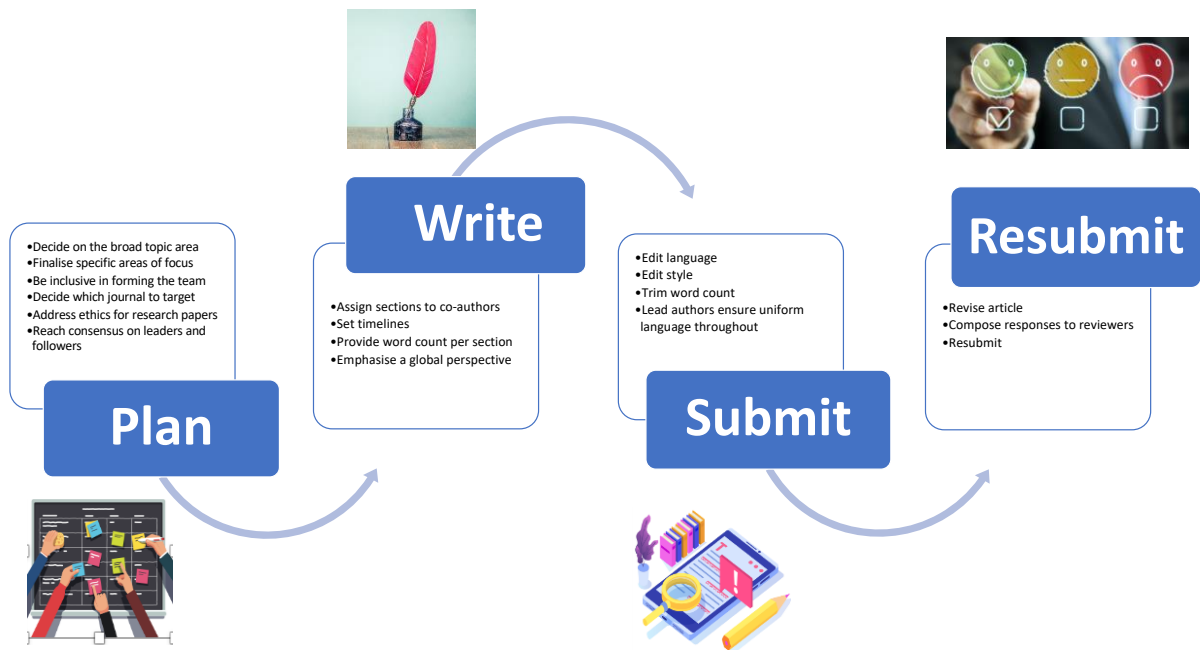 •Decide on the broad topic area
•Finalise specific areas of focus
•Be inclusive in forming the team
•Decide which journal to target
•Address ethics for research papers
•Reach consensus on leaders and
followers
Plan
Write
•Assign sections to co-authors
•Set timelines
•Provide word count per section
•Emphasise a global perspective
•Edit language
•Edit style
•Trim word count
•Lead authors ensure uniform
language throughout
Submit
T
!
Resubmit
•Revise article
•Compose responses to reviewers
•Resubmit